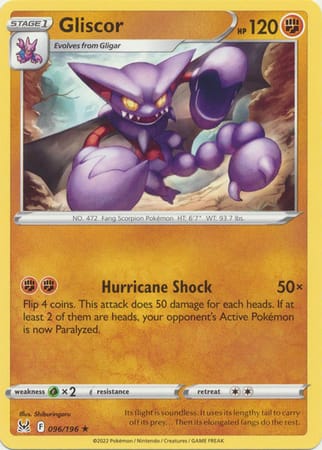 STAGE 1 Gliscor HP 120
Evolves from Gligar
NO. 472 Fang Scorpion Pokémon HT: 6'7" WT: 93.7 lbs.
Hurricane Shock 50×
Flip 4 coins. This attack does 50 damage for each heads. If at
least 2 of them are heads, your opponent's Active Pokémon
is now Paralyzed.
weakness ×2 resistance retreat
Illus. Shiburingaru
Its flight is soundless. It uses its lengthy tail to carry
off its prey... Then its elongated fangs do the rest.
F 096/196 ★
©2022 Pokémon / Nintendo / Creatures / GAME FREAK